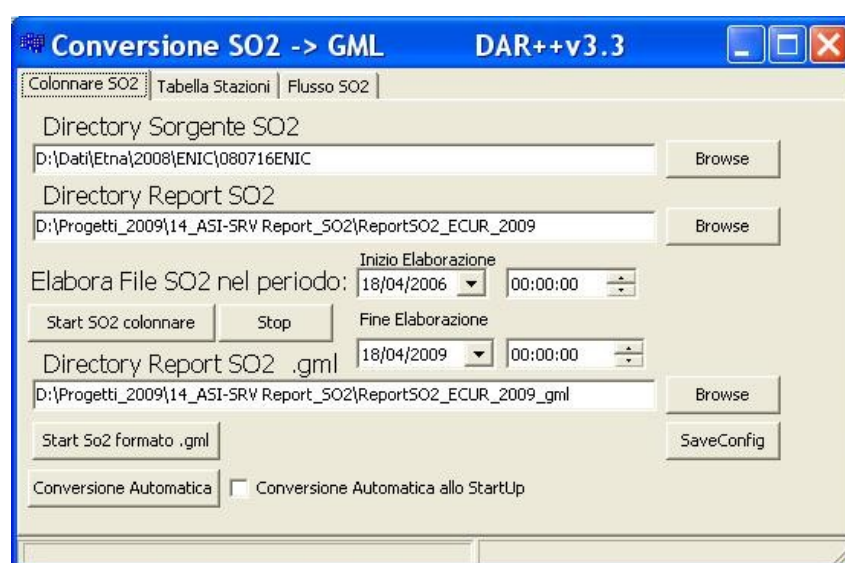 Conversione SO2 -> GML DAR++v3.3
Colonnare SO2 Tabella Stazioni Flusso SO2
Directory Sorgente SO2
D:\Dati\Etna\2008\ENIC\080716ENIC Browse
Directory Report SO2
D:\Progetti_2009\14_ASI-SRV Report_SO2\ReportSO2_ECUR_2009 Browse
Inizio Elaborazione
Elabora File SO2 nel periodo: 18/04/2006 00:00:00
Start SO2 colonnare Stop Fine Elaborazione
18/04/2009 00:00:00
Directory Report SO2 .gml
D:\Progetti_2009\14_ASI-SRV Report_SO2\ReportSO2_ECUR_2009_gml Browse
Start So2 formato .gml SaveConfig
Conversione Automatica Conversione Automatica allo StartUp